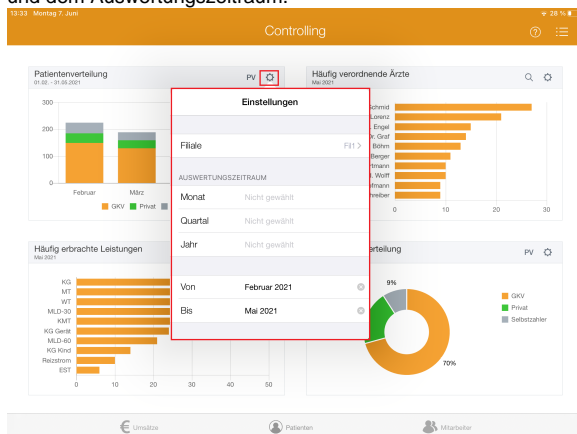 und dem Auswertungszeitraum.
13:33 Montag 7. Juni
28 %
Controlling
Patientenverteilung
PV
01.02. - 31.05.2021
300
200
100
0
Februar
März
GKV
Privat
Häufig verordnende Ärzte
Mai 2021
Lorenz
Engel
Graf
Böhm
Berger
0
10
20
30
Einstellungen
Filiale
Fil1 >
AUSWERTUNGSZEITRAUM
Monat
Nicht gewählt
Quartal
Nicht gewählt
Jahr
Nicht gewählt
Von
Februar 2021
Bis
Mai 2021
Häufig erbrachte Leistungen
Mai 2021
KG
MT
WT
MLD-30
KMT
KG Gerät
MLD-60
KG Kind
Reizstrom
EST
0
10
20
30
40
50
PV
9%
70%
GKV
Privat
Selbstzahler
Umsätze
Patienten
Mitarbeiter